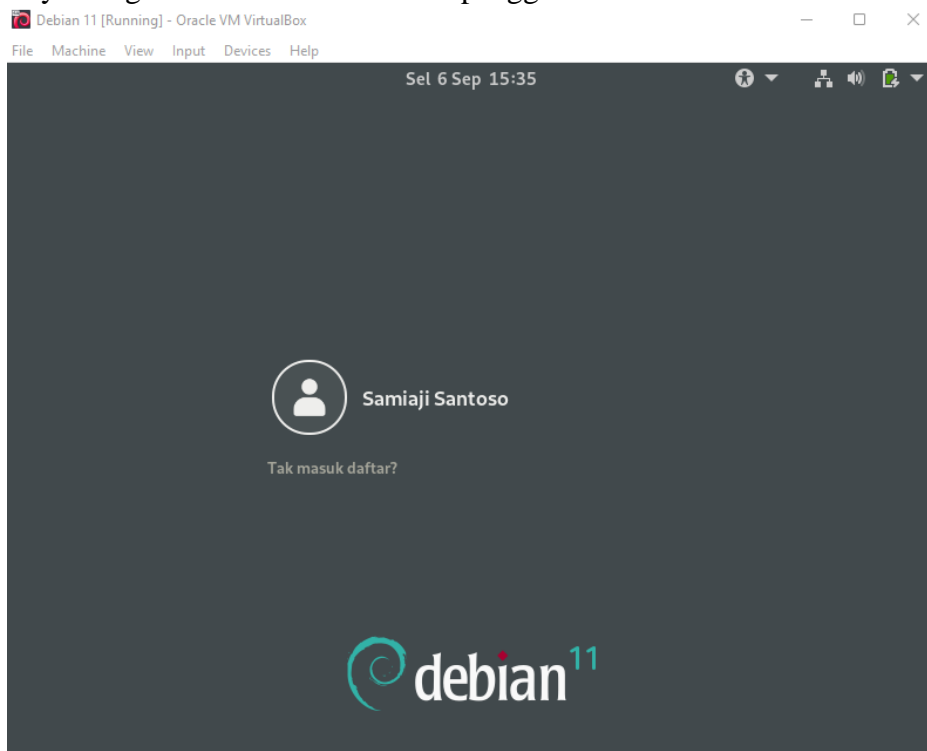 Debian 11 [Running] - Oracle VM VirtualBox
File Machine View Input Devices Help
Sel 6 Sep 15:35
Samiaji Santoso
Tak masuk daftar?
debian 11